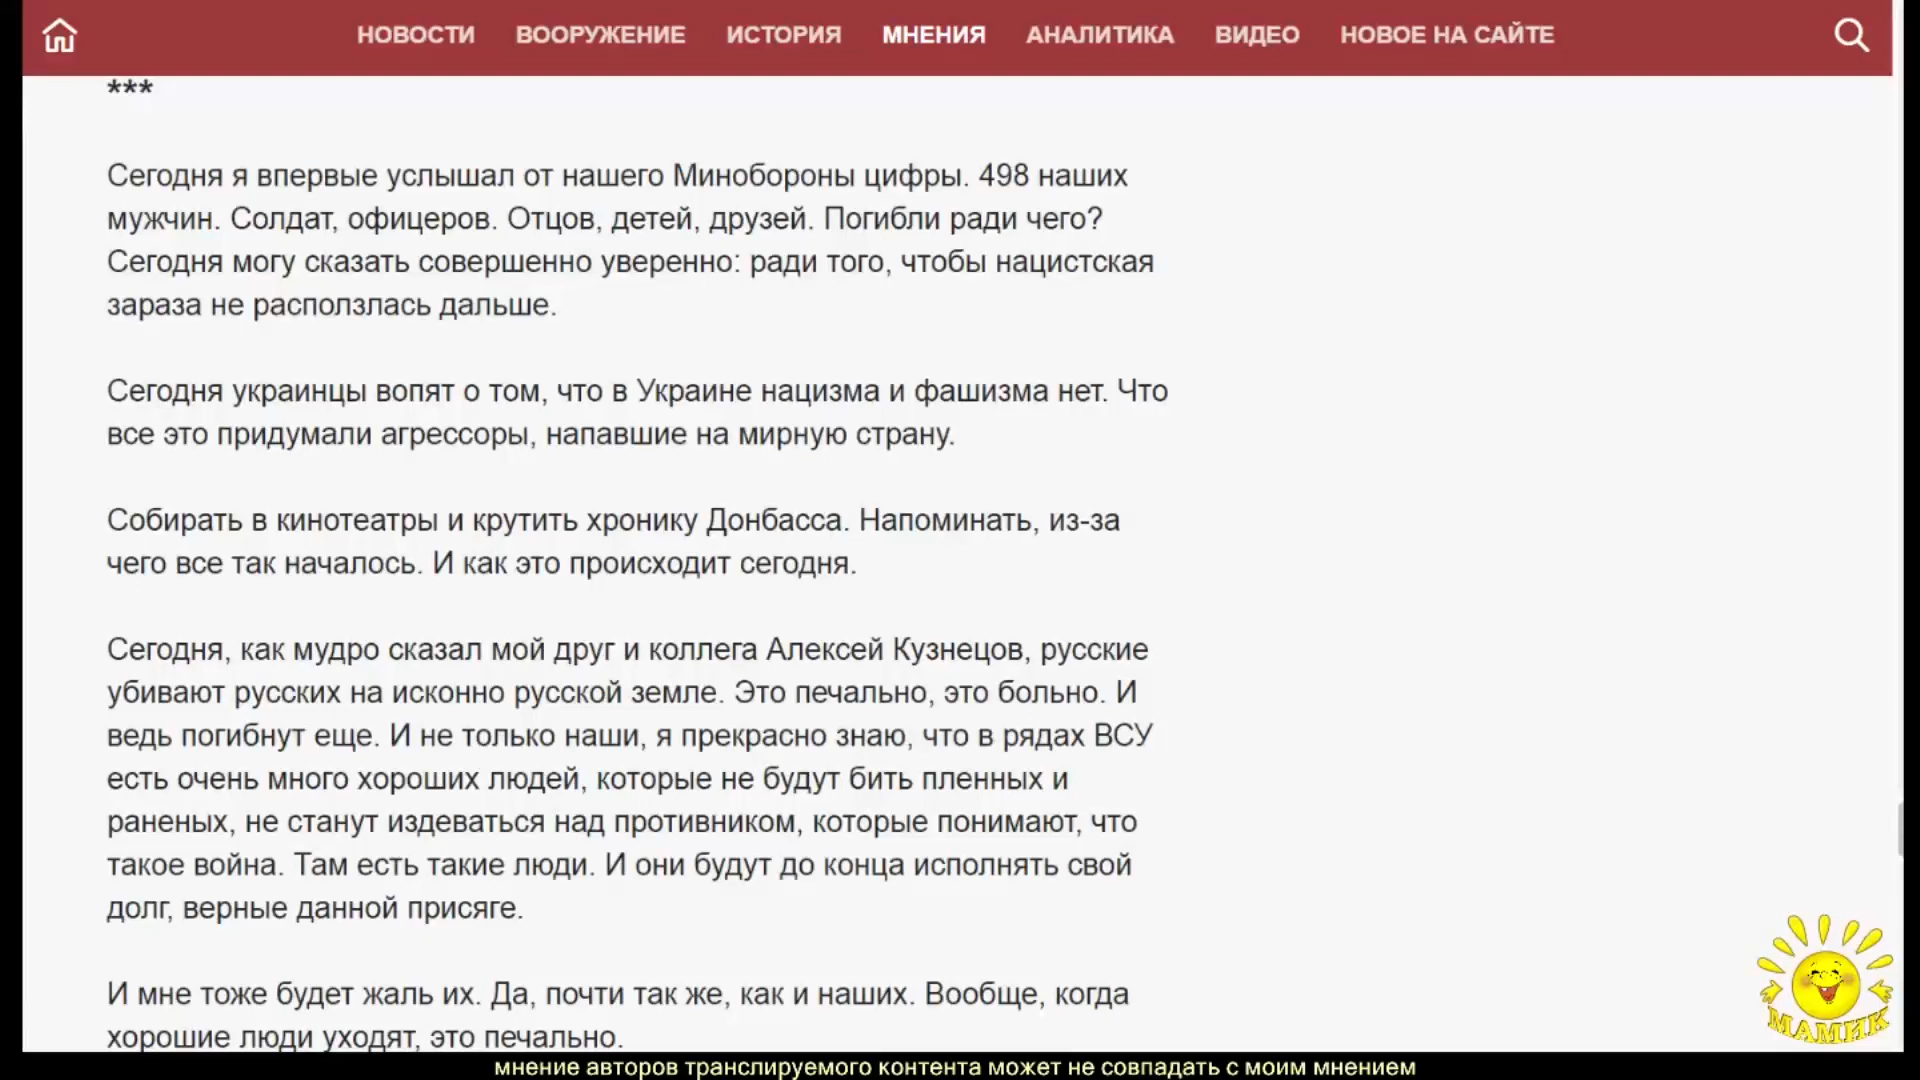 НОВОСТИ ВООРУЖЕНИЕ ИСТОРИЯ МНЕНИЯ АНАЛИТИКА ВИДЕО НОВОЕ НА САЙТЕ
***
Сегодня я впервые услышал от нашего Минобороны цифры. 498 наших
мужчин. Солдат, офицеров. Отцов, детей, друзей. Погибли ради чего?
Сегодня могу сказать совершенно уверенно: ради того, чтобы нацистская
зараза не расползлась дальше.
Сегодня украинцы вопят о том, что в Украине нацизма и фашизма нет. Что
все это придумали агрессоры, напавшие на мирную страну.
Собирать в кинотеатры и крутить хронику Донбасса. Напоминать, из-за
чего все так началось. И как это происходит сегодня.
Сегодня, как мудро сказал мой друг и коллега Алексей Кузнецов, русские
убивают русских на исконно русской земле. Это печально, это больно. И
ведь погибнут еще. И не только наши, я прекрасно знаю, что в рядах ВСУ
есть очень много хороших людей, которые не будут бить пленных и
раненых, не станут издеваться над противником, которые понимают, что
такое война. Там есть такие люди. И они будут до конца исполнять свой
долг, верные данной присяге.
И мне тоже будет жаль их. Да, почти так же, как и наших. Вообще, когда
хорошие люди уходят, это печально.
МАМИК
мнение авторов транслируемого контента может не совпадать с моим мнением